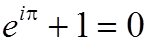 e^{iπ} + 1 = 0